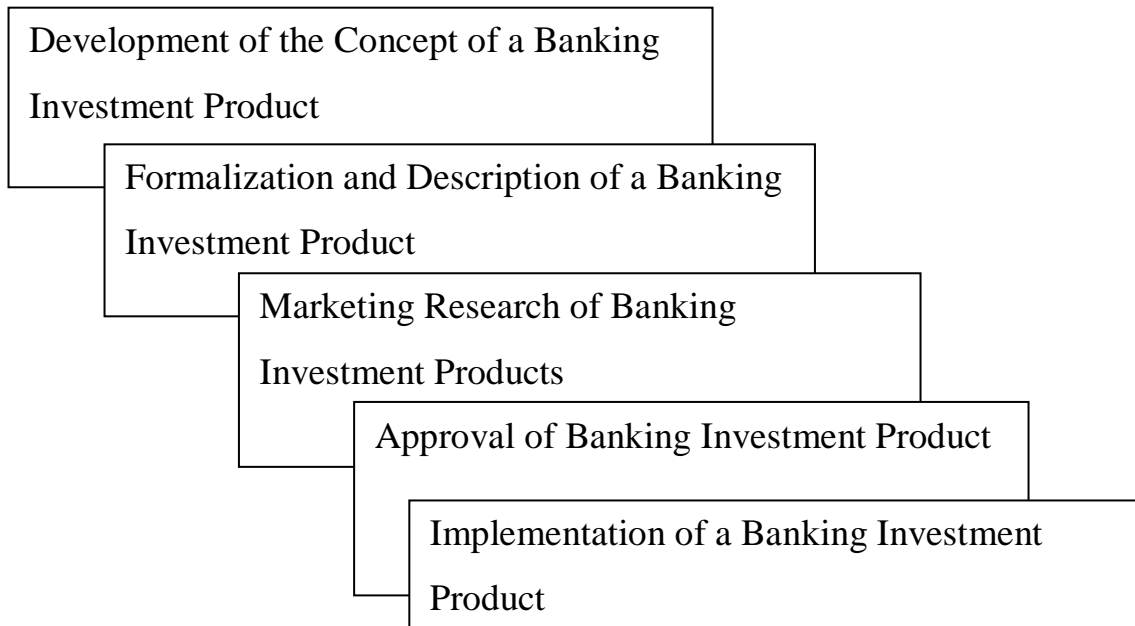 Development of the Concept of a Banking
Investment Product
Formalization and Description of a Banking
Investment Product
Marketing Research of Banking
Investment Products
Approval of Banking Investment Product
Implementation of a Banking Investment
Product